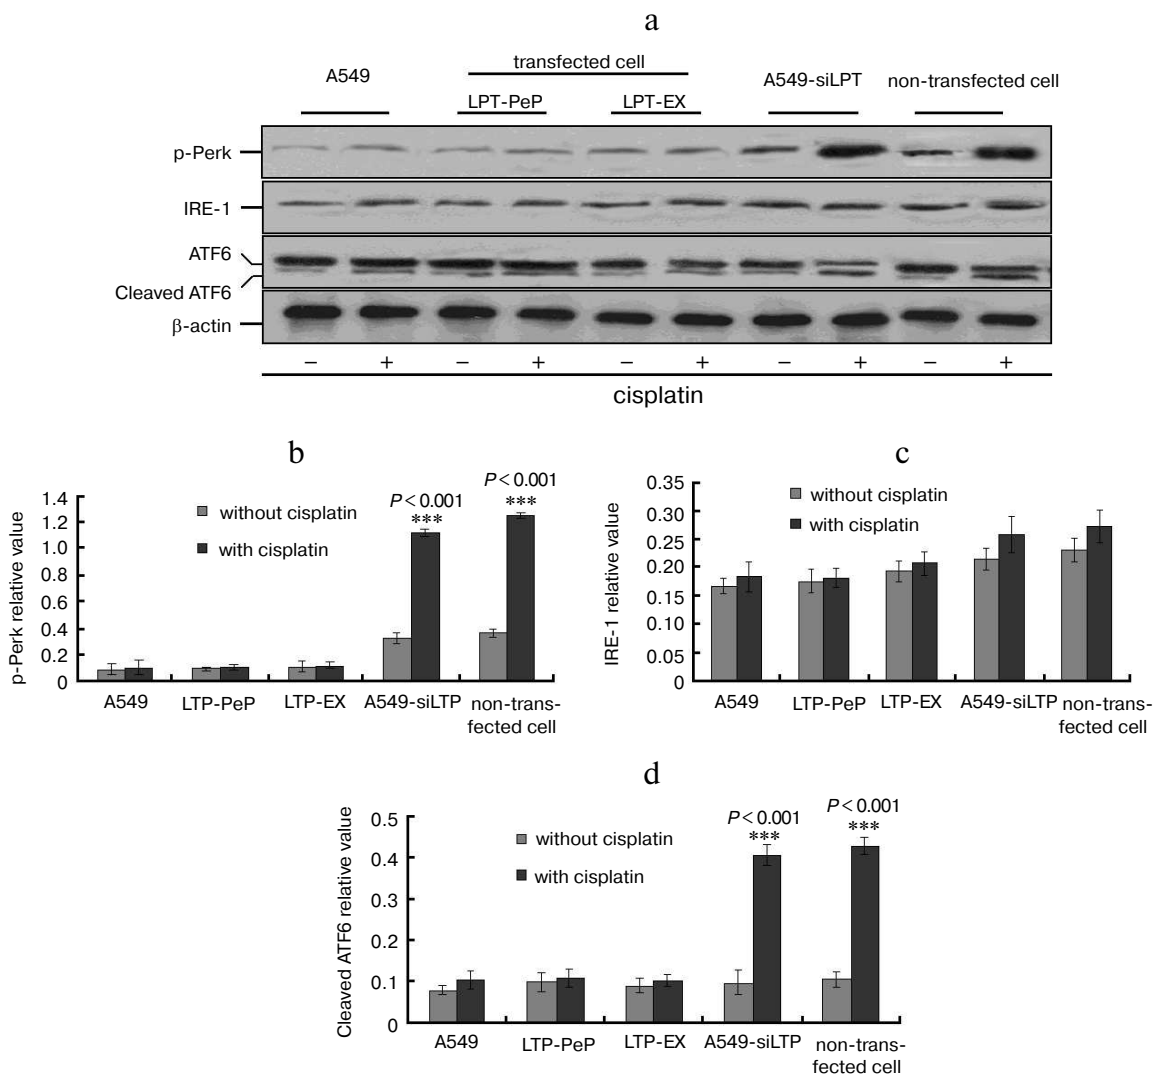 a
A549
transfected cell
LPT-PeP
LPT-EX
A549-siLPT
non-transfected cell
p-Perk
IRE-1
ATF6
Cleaved ATF6
β-actin
– + – + – + – + – +
cisplatin
b
p-Perk relative value
1.4
1.2
1.0
0.8
0.6
0.4
0.2
0
without cisplatin
with cisplatin
P < 0.001
***
P < 0.001
***
A549
LTP-PeP
LTP-EX
A549-siLTP
non-trans-
fected cell
c
IRE-1 relative value
0.35
0.30
0.25
0.20
0.15
0.10
0.05
0.00
without cisplatin
with cisplatin
A549
LTP-PeP
LTP-EX
A549-siLTP
non-trans-
fected cell
d
Cleaved ATF6 relative value
0.5
0.4
0.3
0.2
0.1
0
without cisplatin
with cisplatin
P < 0.001
***
P < 0.001
***
A549
LTP-PeP
LTP-EX
A549-siLTP
non-trans-
fected cell